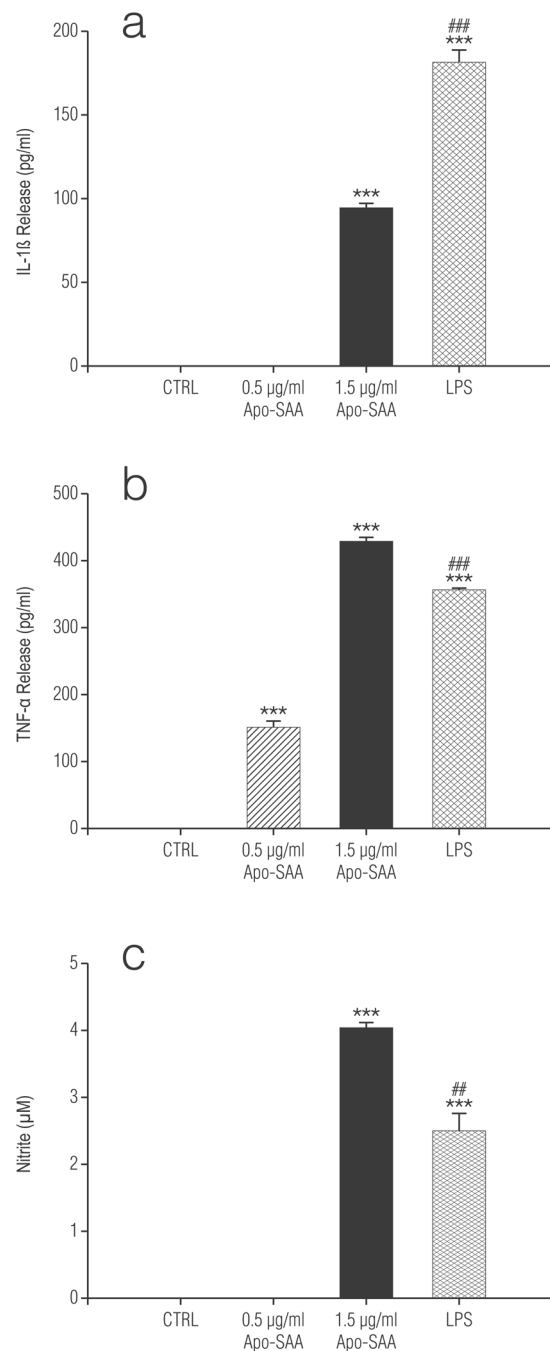 a
200
150
100
50
0
IL-1ß Release (pg/ml)
***
###
***
CTRL
0.5 µg/ml
Apo-SAA
1.5 µg/ml
Apo-SAA
LPS
b
500
400
300
200
100
0
TNF-α Release (pg/ml)
***
***
###
***
CTRL
0.5 µg/ml
Apo-SAA
1.5 µg/ml
Apo-SAA
LPS
c
5
4
3
2
1
0
Nitrite (µM)
***
##
***
CTRL
0.5 µg/ml
Apo-SAA
1.5 µg/ml
Apo-SAA
LPS